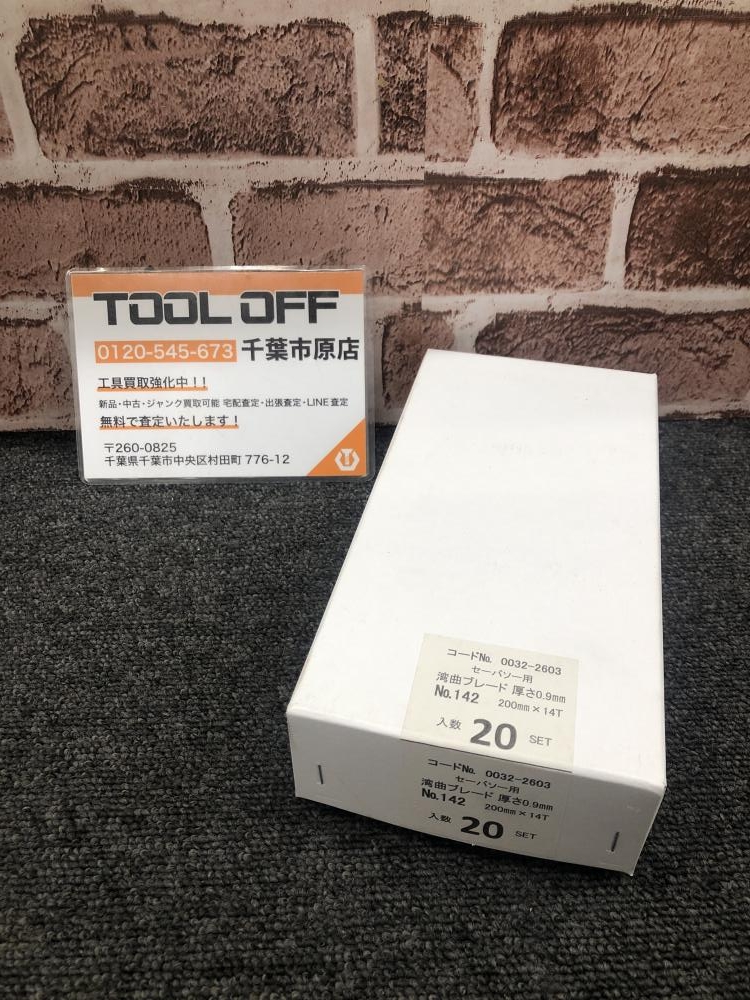 TOOL OFF
0120-545-673 千葉市原店
工具買取強化中!!
新品・中古・ジャンク買取可能 宅配査定・出張査定・LINE査定
無料で査定いたします!
〒260-0825
千葉県千葉市中央区村田町 776-12
コードNo. 0032-2603
セーバソー用
湾曲ブレード 厚さ0.9mm
No.142 200mm×14T
入数 20 SET
コードNo. 0032-2603
セーバソー用
湾曲ブレード 厚さ0.9mm
No.142 200mm×14T
入数 20 SET